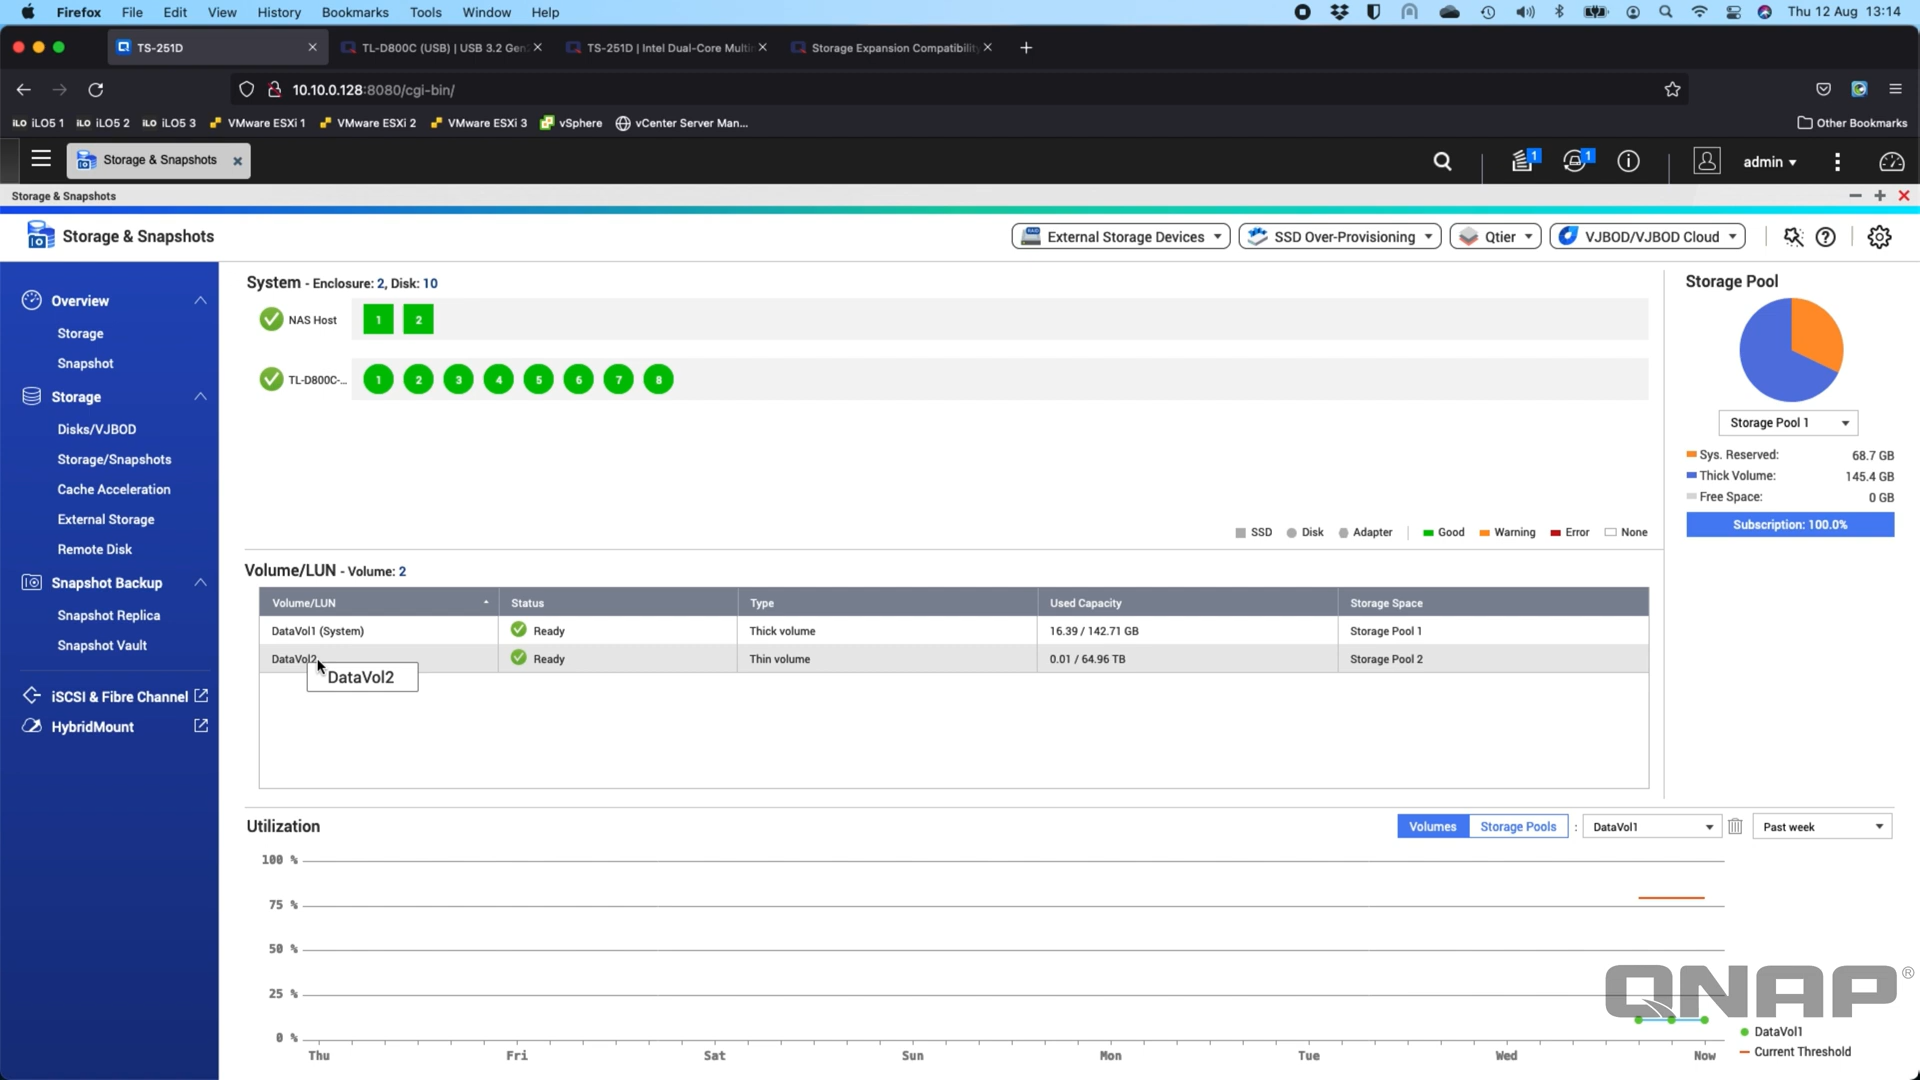 Firefox File Edit View History Bookmarks Tools Window Help Thu 12 Aug 13:14
TS-251D TL-D800C (USB) | USB 3.2 Gen TS-251D | Intel Dual-Core Multi Storage Expansion Compatibilit
10.10.0.128:8080/cgi-bin/
iLO iLO5 1 iLO iLO5 2 iLO iLO5 3 VMware ESXi 1 VMware ESXi 2 VMware ESXi 3 vSphere vCenter Server Man... Other Bookmarks
Storage & Snapshots 1 1 admin
Storage & Snapshots
Storage & Snapshots External Storage Devices SSD Over-Provisioning Qtier VJBOD/VJBOD Cloud
Overview
Storage
Snapshot
Storage
Disks/VJBOD
Storage/Snapshots
Cache Acceleration
External Storage
Remote Disk
Snapshot Backup
Snapshot Replica
Snapshot Vault
iSCSI & Fibre Channel
HybridMount
System - Enclosure: 2, Disk: 10
NAS Host 1 2
TL-D800C-... 1 2 3 4 5 6 7 8
SSD Disk Adapter Good Warning Error None
Storage Pool
Storage Pool 1
Sys. Reserved: 68.7 GB
Thick Volume: 145.4 GB
Free Space: 0 GB
Subscription: 100.0%
Volume/LUN - Volume: 2
Volume/LUN Status Type Used Capacity Storage Space
DataVol1 (System) Ready Thick volume 16.39 / 142.71 GB Storage Pool 1
DataVol2 Ready Thin volume 0.01 / 64.96 TB Storage Pool 2
DataVol2
Utilization Volumes Storage Pools : DataVol1 Past week
100 %
75 %
50 %
25 %
0 %
Thu Fri Sat Sun Mon Tue Wed Now
QNAP ®
DataVol1
Current Threshold